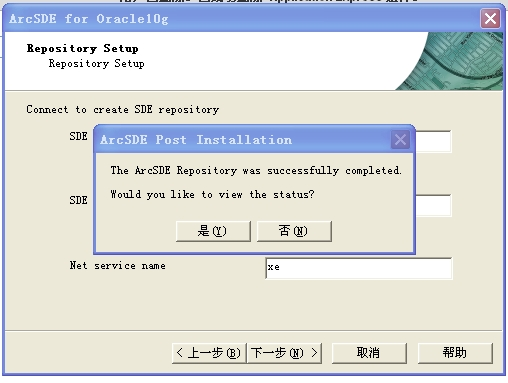 ArcSDE for Oracle10g
Repository Setup
Repository Setup
Connect to create SDE repository
SDE
ArcSDE Post Installation
The ArcSDE Repository was successfully completed.
Would you like to view the status?
SDE
是(Y) 否(N)
Net service name xe
< 上一步(B) 下一步(N) > 取消 帮助